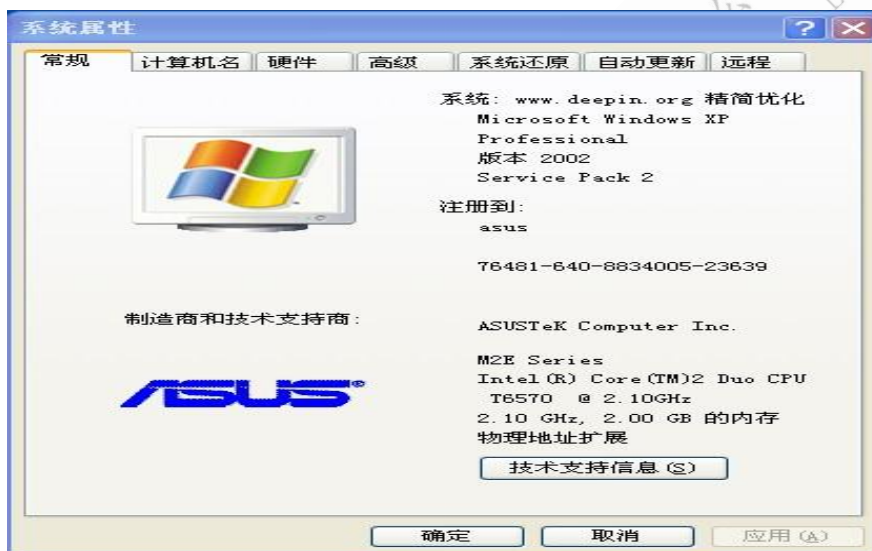 系统属性
常规 计算机名 硬件 高级 系统还原 自动更新 远程
系统: www.deepin.org 精简优化
Microsoft Windows XP
Professional
版本 2002
Service Pack 2
注册到:
asus
76481-640-8834005-23639
制造商和技术支持商:
ASUSTeK Computer Inc.
M2E Series
Intel(R) Core(TM)2 Duo CPU
T6570 @ 2.10GHz
2.10 GHz, 2.00 GB 的内存
物理地址扩展
ASUS
技术支持信息(S)
确定 取消 应用(A)